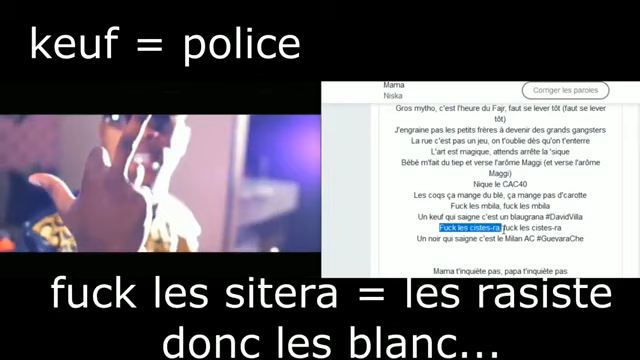 keuf = police
Mama
Niska
Corriger les paroles
Gros mytho, c'est l'heure du Fajr, faut se lever tôt (faut se lever
tôt)
J'engraine pas les petits frères à devenir des grands gangsters
La rue c'est pas un jeu, on t'oublie dès qu'on t'enterre
L'art est magique, attends arrête la 'sique
Bébé m'fait du tiep et verse l'arôme Maggi (et verse l'arôme
Maggi)
Nique le CAC40
Les coqs ça mange du blé, ça mange pas d'carotte
Fuck les mbila, fuck les mbila
Un keuf qui saigne c'est un blaugrana #DavidVilla
Fuck les cistes-ra, fuck les cistes-ra
Un noir qui saigne c'est le Milan AC #GuevaraChe
Mama t'inquiète pas, papa t'inquiète pas
fuck les sitera = les rasiste
donc les blanc...